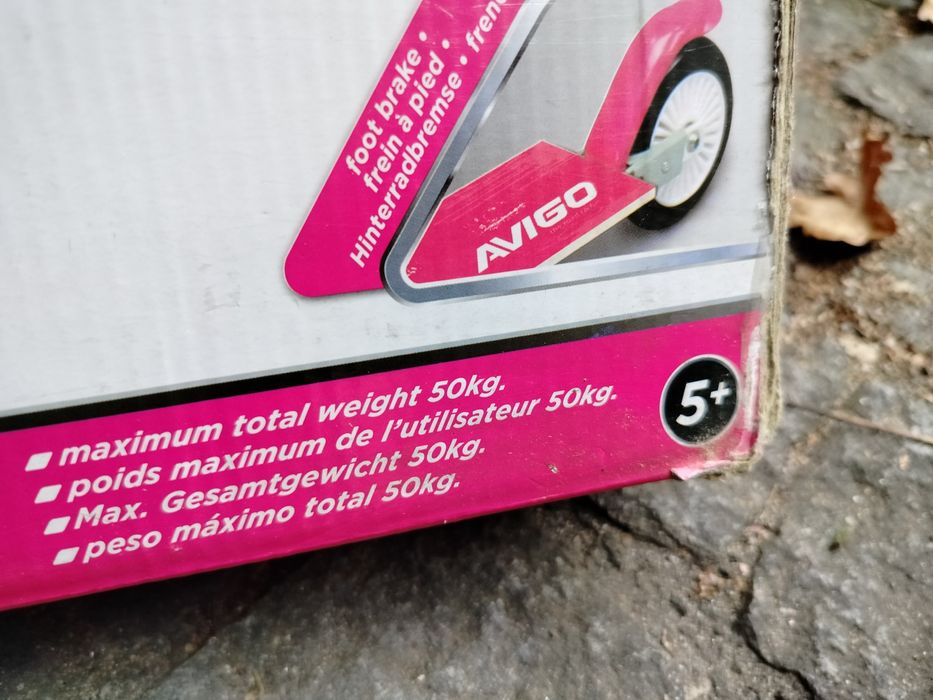 foot brake •
frein à pied •
Hinterradbremse •
AVIGO
maximum total weight 50kg.
poids maximum de l'utilisateur 50kg.
Max. Gesamtgewicht 50kg.
peso máximo total 50kg.
5+